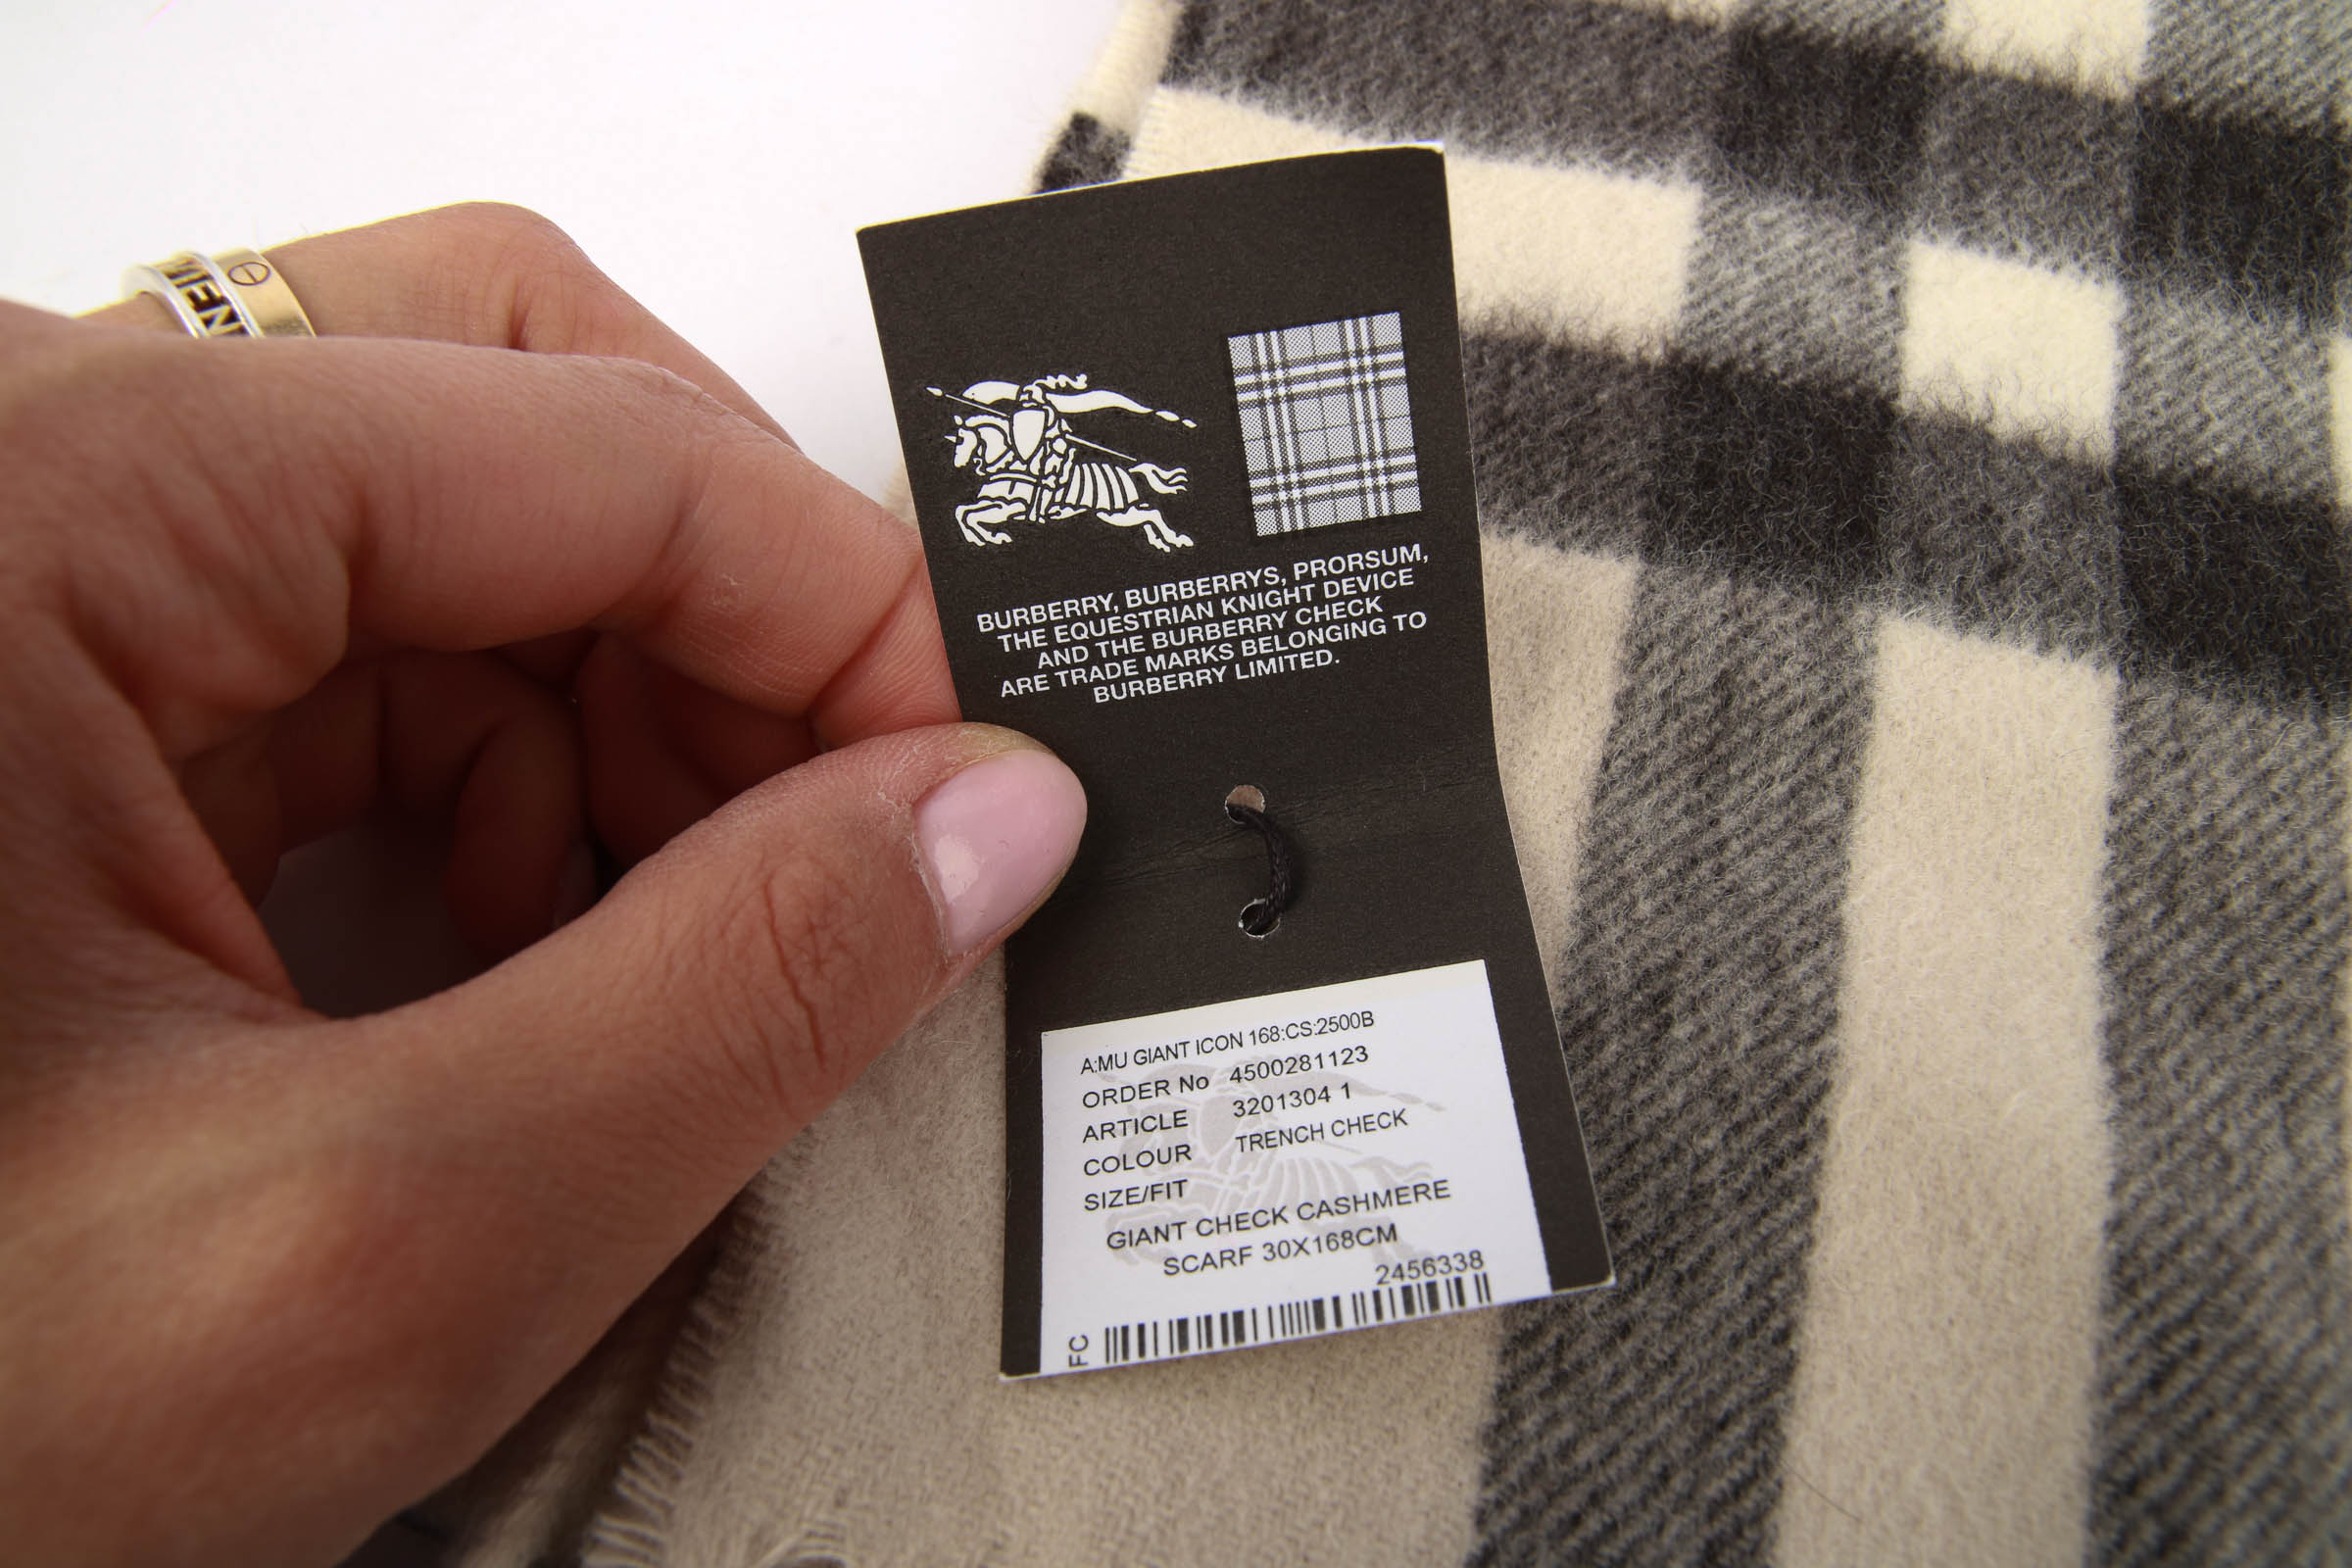 BURBERRY, BURBERRYS, PRORSUM,
THE EQUESTRIAN KNIGHT DEVICE
AND THE BURBERRY CHECK
ARE TRADE MARKS BELONGING TO
BURBERRY LIMITED.
A:MU GIANT ICON 168:CS:2500B
ORDER No 4500281123
ARTICLE 3201304 1
COLOUR TRENCH CHECK
SIZE/FIT
GIANT CHECK CASHMERE
SCARF 30X168CM
2456338
FC